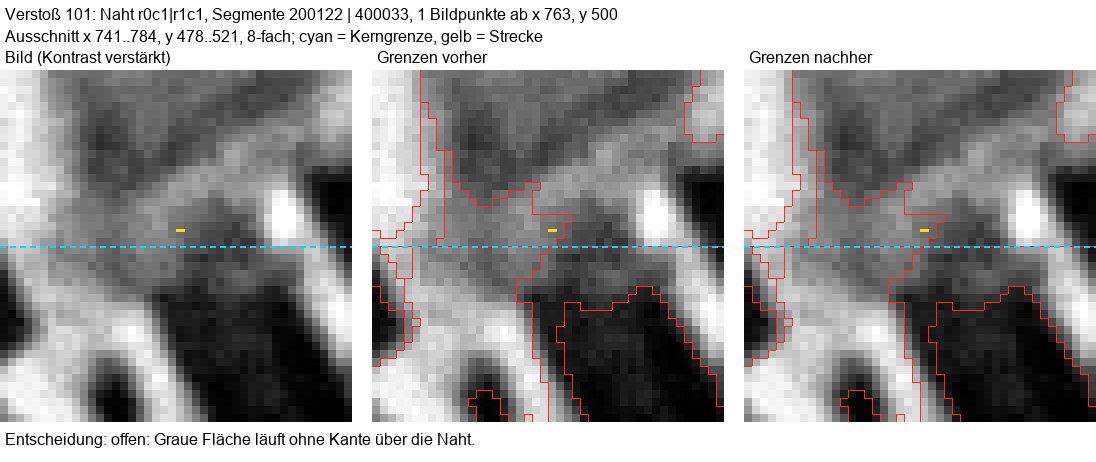 Verstoß 101: Naht r0c1|r1c1, Segmente 200122 | 400033, 1 Bildpunkte ab x 763, y 500
Ausschnitt x 741..784, y 478..521, 8-fach; cyan = Kerngrenze, gelb = Strecke
Bild (Kontrast verstärkt) Grenzen vorher Grenzen nachher
Entscheidung: offen: Graue Fläche läuft ohne Kante über die Naht.